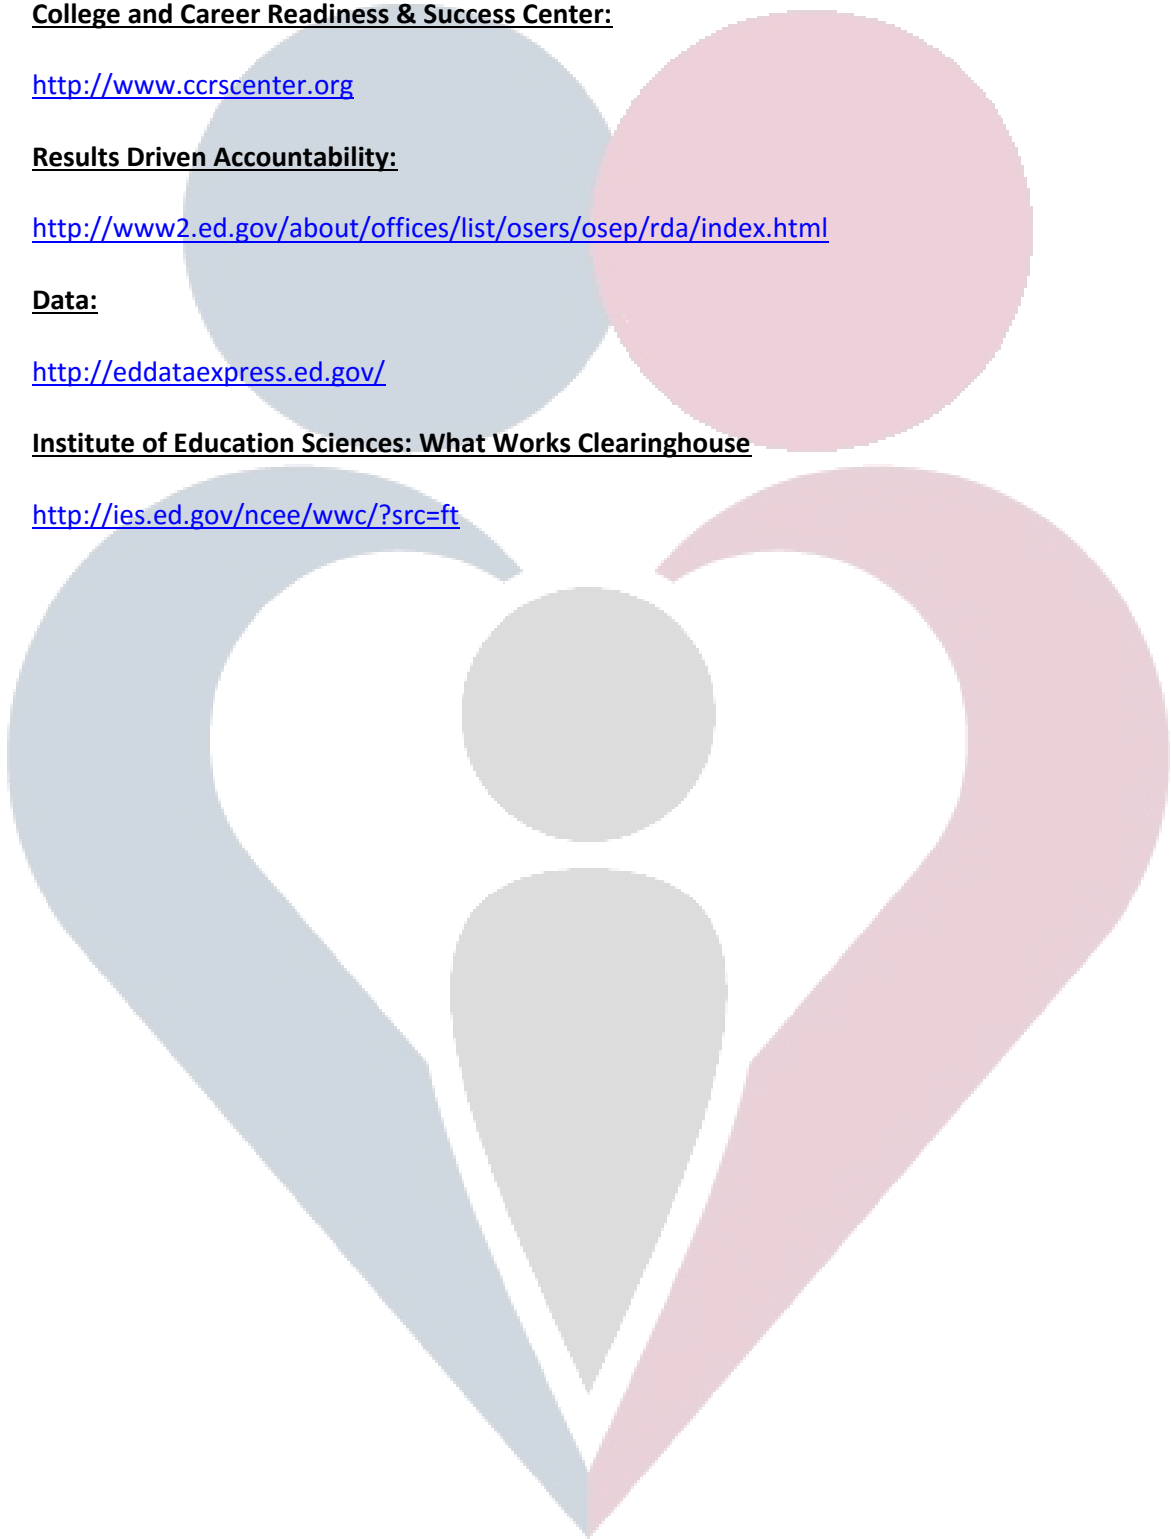 College and Career Readiness & Success Center:
http://www.ccrscenter.org
Results Driven Accountability:
http://www2.ed.gov/about/offices/list/osers/osep/rda/index.html
Data:
http://eddataexpress.ed.gov/
Institute of Education Sciences: What Works Clearinghouse
http://ies.ed.gov/ncee/wwc/?src=ft